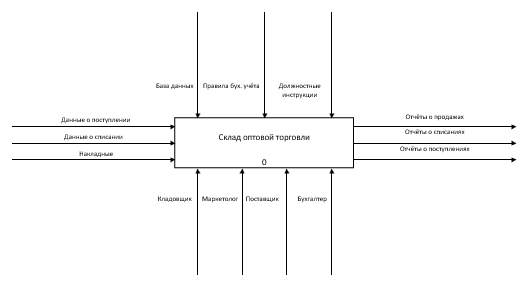 База данных
Правила бух. учёта
Должностные
инструкции
Данные о поступлении
Данные о списании
Накладные
Склад оптовой торговли
0
Отчёты о продажах
Отчёты о списаниях
Отчёты о поступлениях
Кладовщик
Маркетолог
Поставщик
Бухгалтер